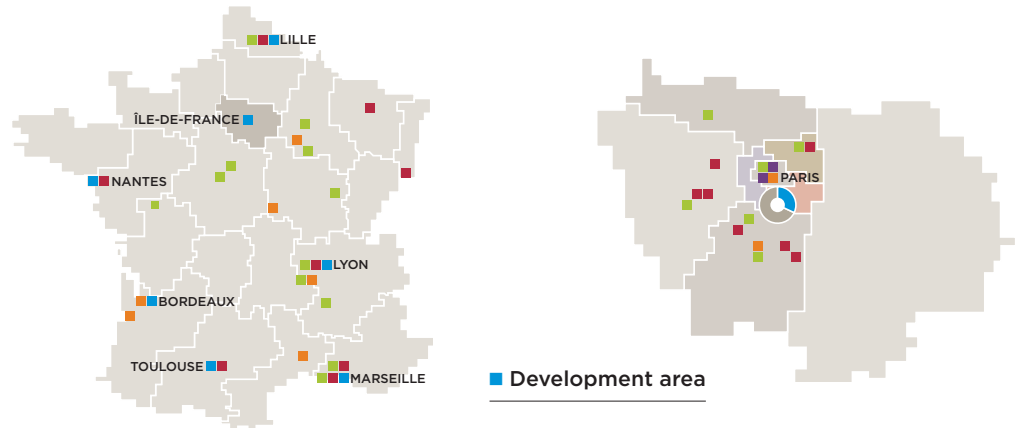 LILLE
ÎLE-DE-FRANCE
NANTES
PARIS
LYON
BORDEAUX
TOULOUSE
MARSEILLE
Development area